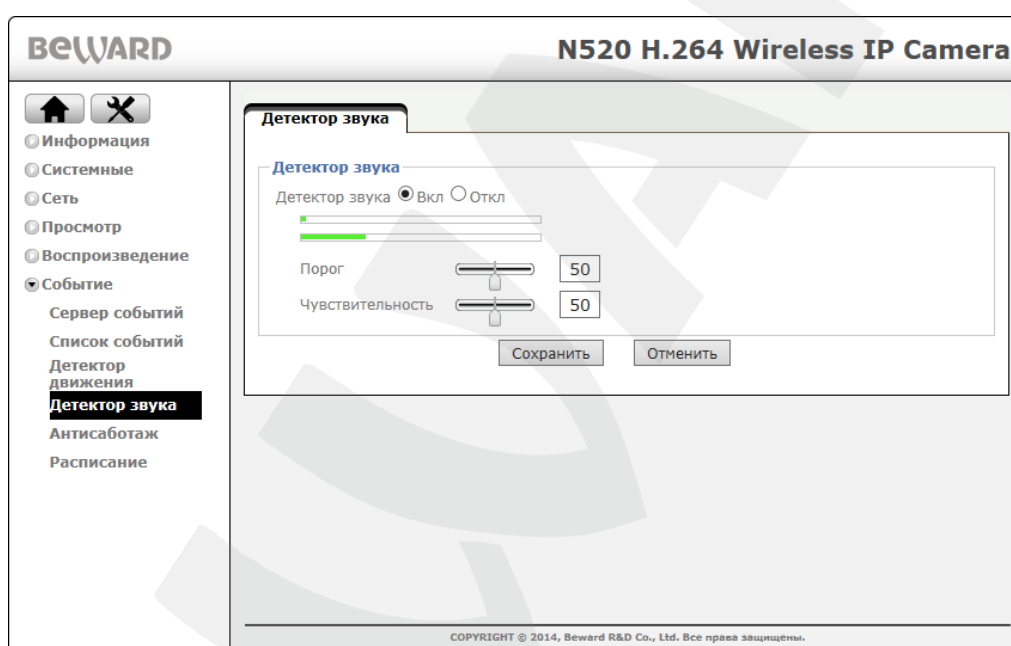 BEWARD
N520 H.264 Wireless IP Camera
Информация
Системные
Сеть
Просмотр
Воспроизведение
Событие
Сервер событий
Список событий
Детектор
движения
Детектор звука
Антисаботаж
Расписание
Детектор звука
Детектор звука
Детектор звука Вкл Откл
Порог 50
Чувствительность 50
Сохранить Отменить
COPYRIGHT © 2014, Beward R&D Co., Ltd. Все права защищены.